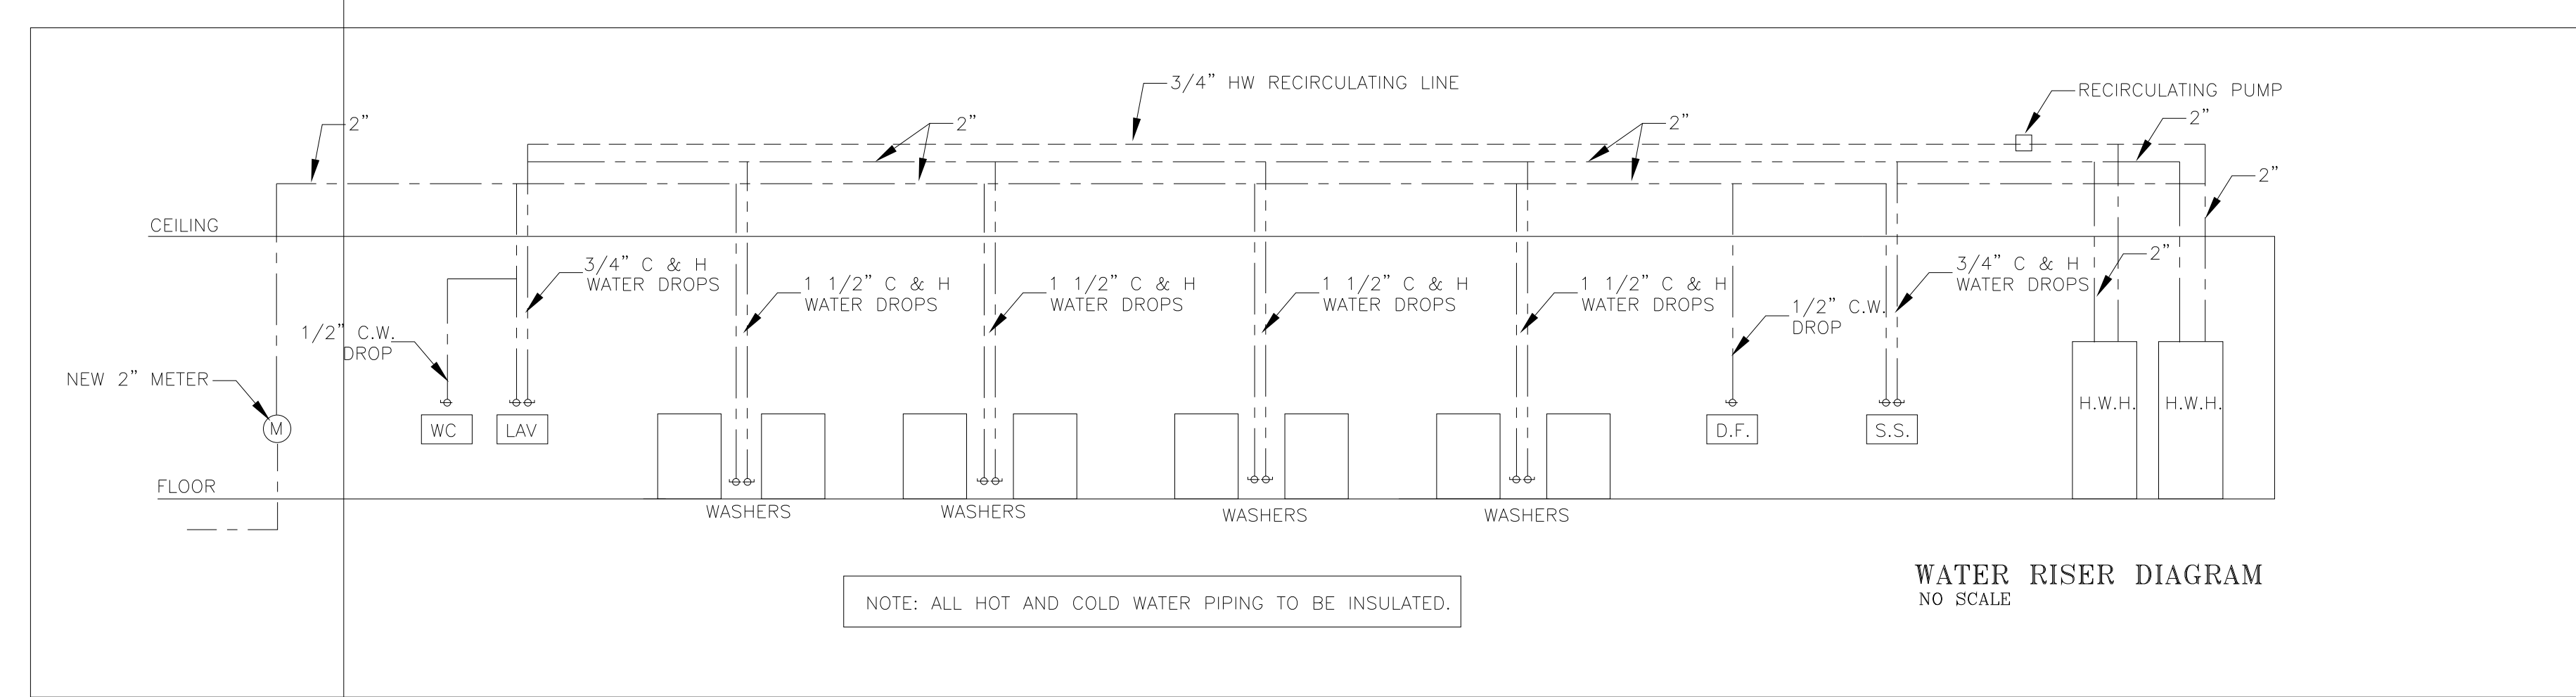 3/4" HW RECIRCULATING LINE
RECIRCULATING PUMP
2"
2"
2"
2"
2"
CEILING
3/4" C & H
WATER DROPS
1 1/2" C & H
WATER DROPS
1 1/2" C & H
WATER DROPS
1 1/2" C & H
WATER DROPS
1 1/2" C & H
WATER DROPS
1/2" C.W.
DROP
3/4" C & H
WATER DROPS
2"
1/2" C.W.
DROP
NEW 2" METER
M
WC
LAV
D.F.
S.S.
H.W.H.
H.W.H.
FLOOR
WASHERS
WASHERS
WASHERS
WASHERS
WATER RISER DIAGRAM
NO SCALE
NOTE: ALL HOT AND COLD WATER PIPING TO BE INSULATED.